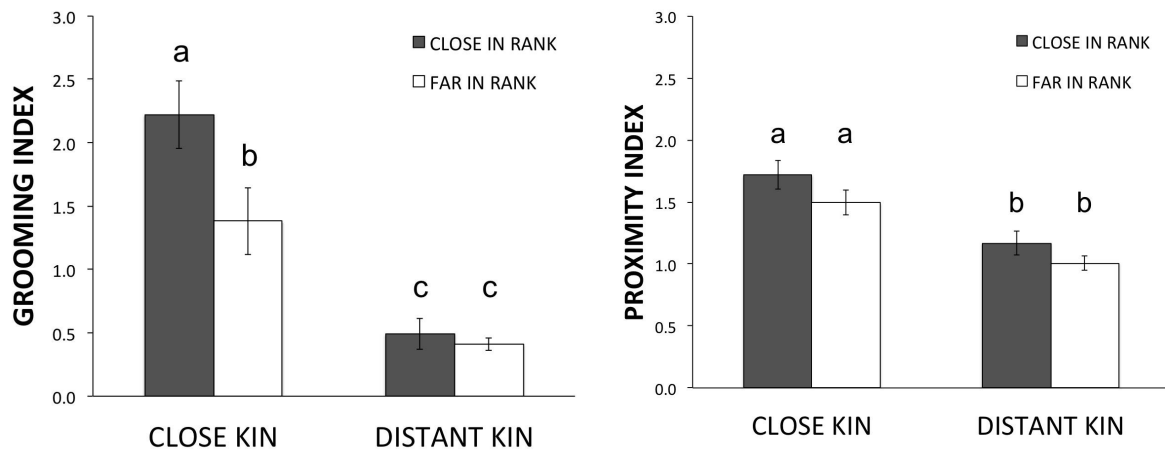 GROOMING INDEX
3.0
2.5
2.0
1.5
1.0
0.5
0.0
CLOSE IN RANK
FAR IN RANK
a
b
c c
CLOSE KIN DISTANT KIN
PROXIMITY INDEX
3.0
2.5
2.0
1.5
1.0
0.5
0.0
CLOSE IN RANK
FAR IN RANK
a a
b b
CLOSE KIN DISTANT KIN